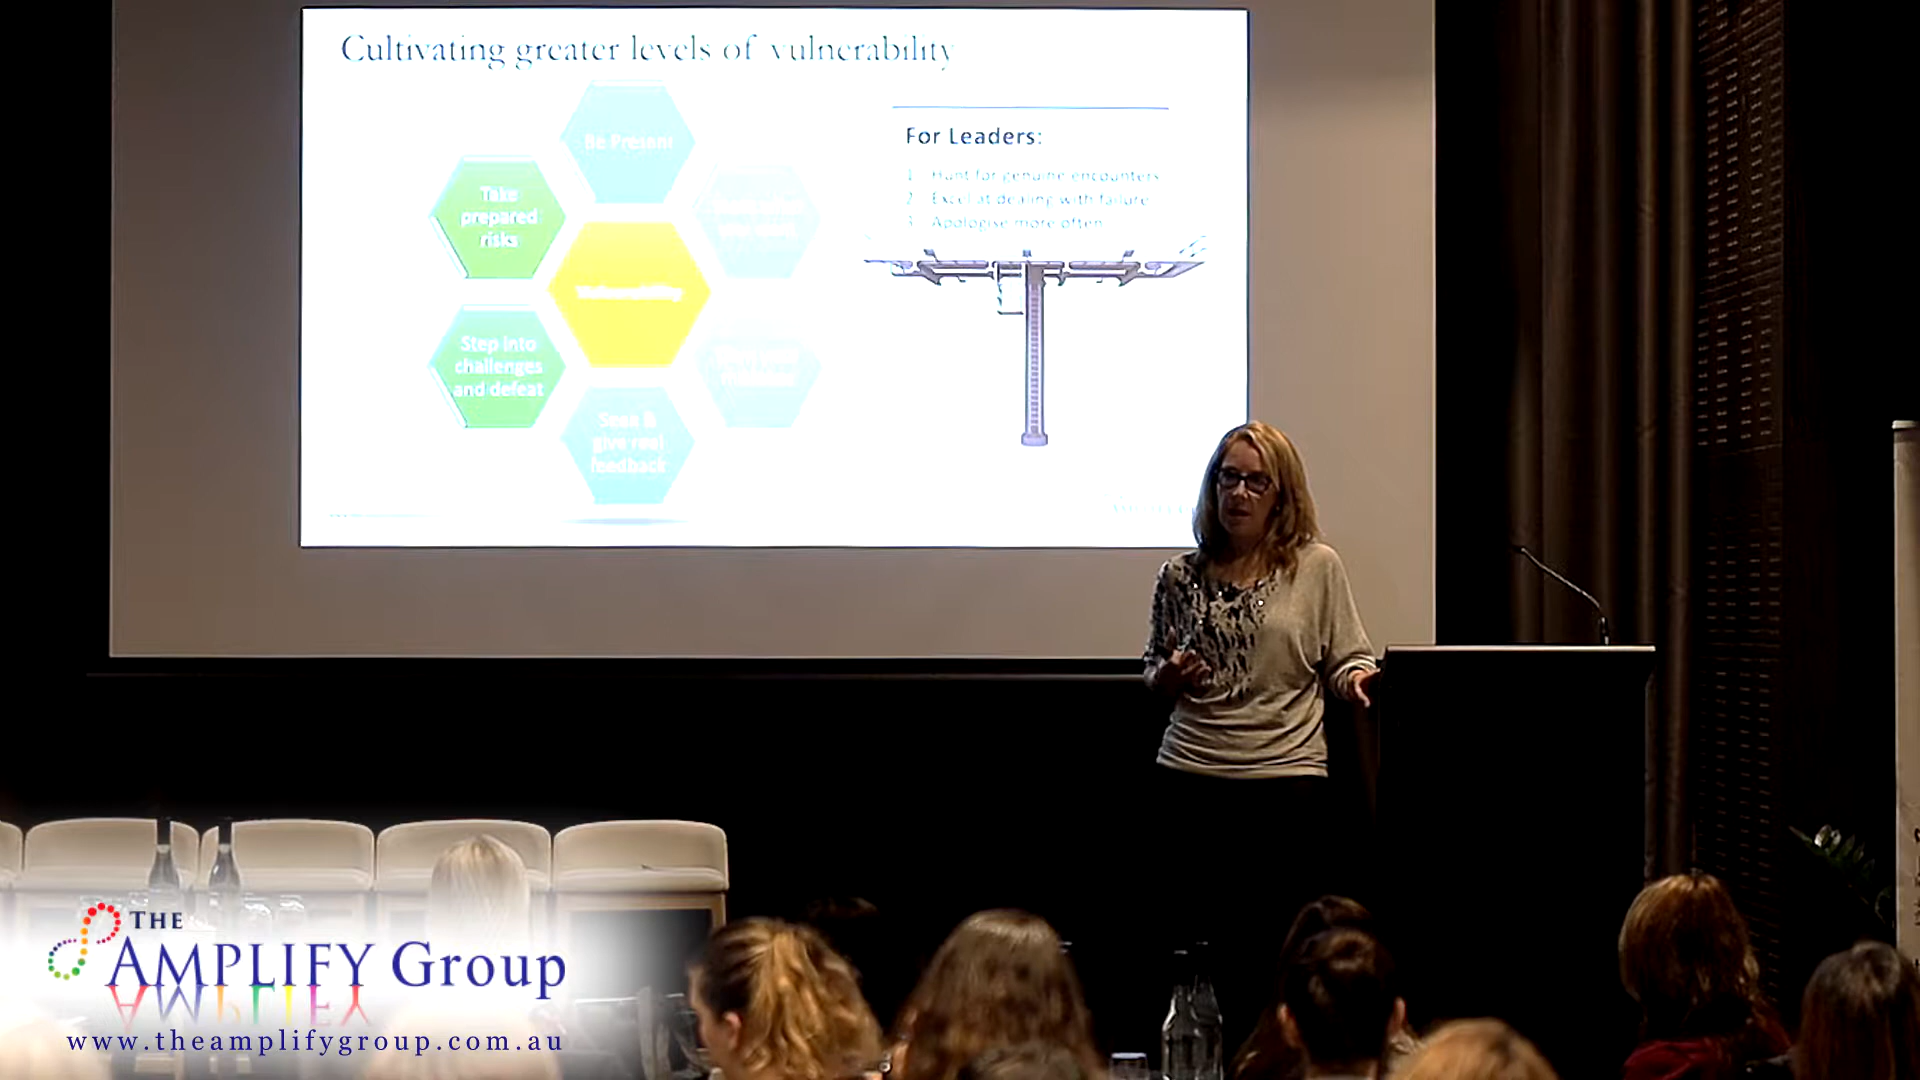 Cultivating greater levels of vulnerability
Be Present
Take
prepared
risks
Vulnerability
Step into
challenges
and defeat
Seek &
give real
feedback
For Leaders:
1. Hunt for genuine encounters
2. Excel at dealing with failure
3. Apologise more often
THE
AMPLIFY Group
www.theamplifygroup.com.au